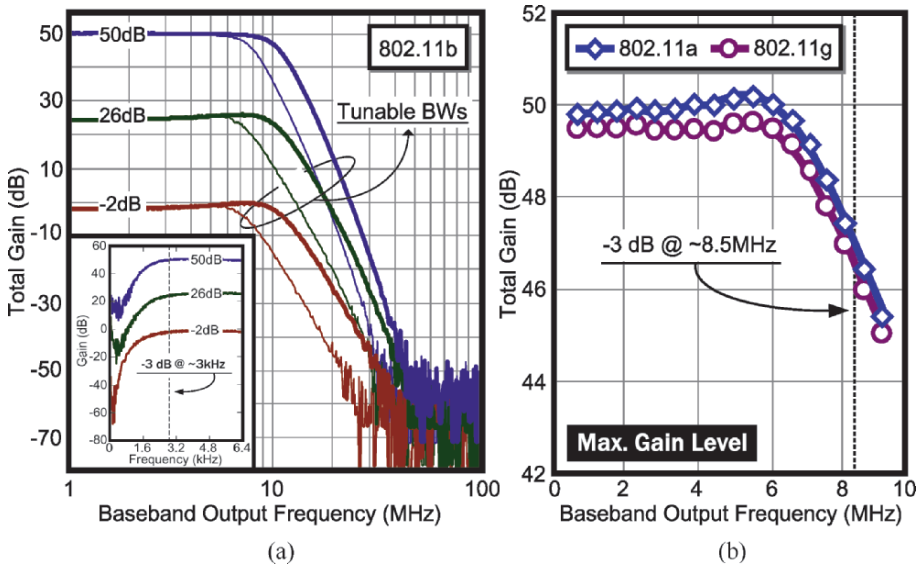 50
30
10
-10
-30
-50
-70
Total Gain (dB)
50dB
26dB
-2dB
802.11b
Tunable BWs
60
40
20
0
-20
-40
-60
-80
Gain (dB)
50dB
26dB
-2dB
-3 dB @ ~3kHz
0 1.6 3.2 4.8 6.4
Frequency (kHz)
1 10 100
Baseband Output Frequency (MHz)
(a)
52
50
48
46
44
42
Total Gain (dB)
802.11a 802.11g
-3 dB @ ~8.5MHz
Max. Gain Level
0 2 4 6 8 10
Baseband Output Frequency (MHz)
(b)